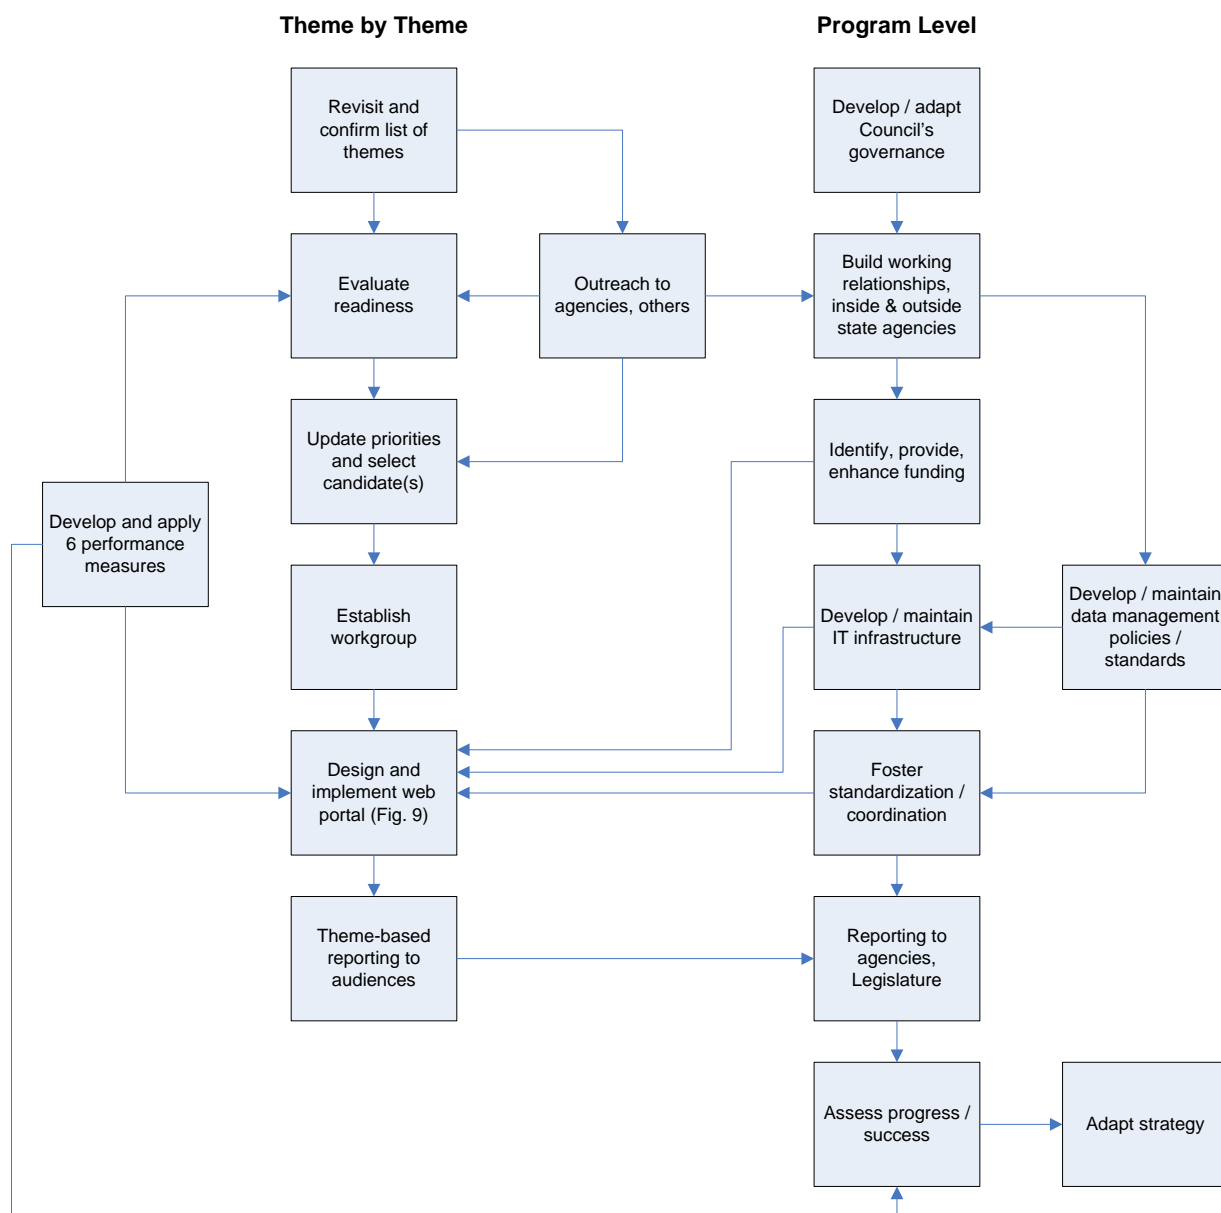 Theme by Theme
Program Level
Revisit and
confirm list of
themes
Develop / adapt
Council's
governance
Evaluate
readiness
Outreach to
agencies, others
Build working
relationships,
inside & outside
state agencies
Update priorities
and select
candidate(s)
Identify, provide,
enhance funding
Develop and apply
6 performance
measures
Establish
workgroup
Develop / maintain
IT infrastructure
Develop / maintain
data management
policies /
standards
Design and
implement web
portal (Fig. 9)
Foster
standardization /
coordination
Theme-based
reporting to
audiences
Reporting to
agencies,
Legislature
Assess progress /
success
Adapt strategy